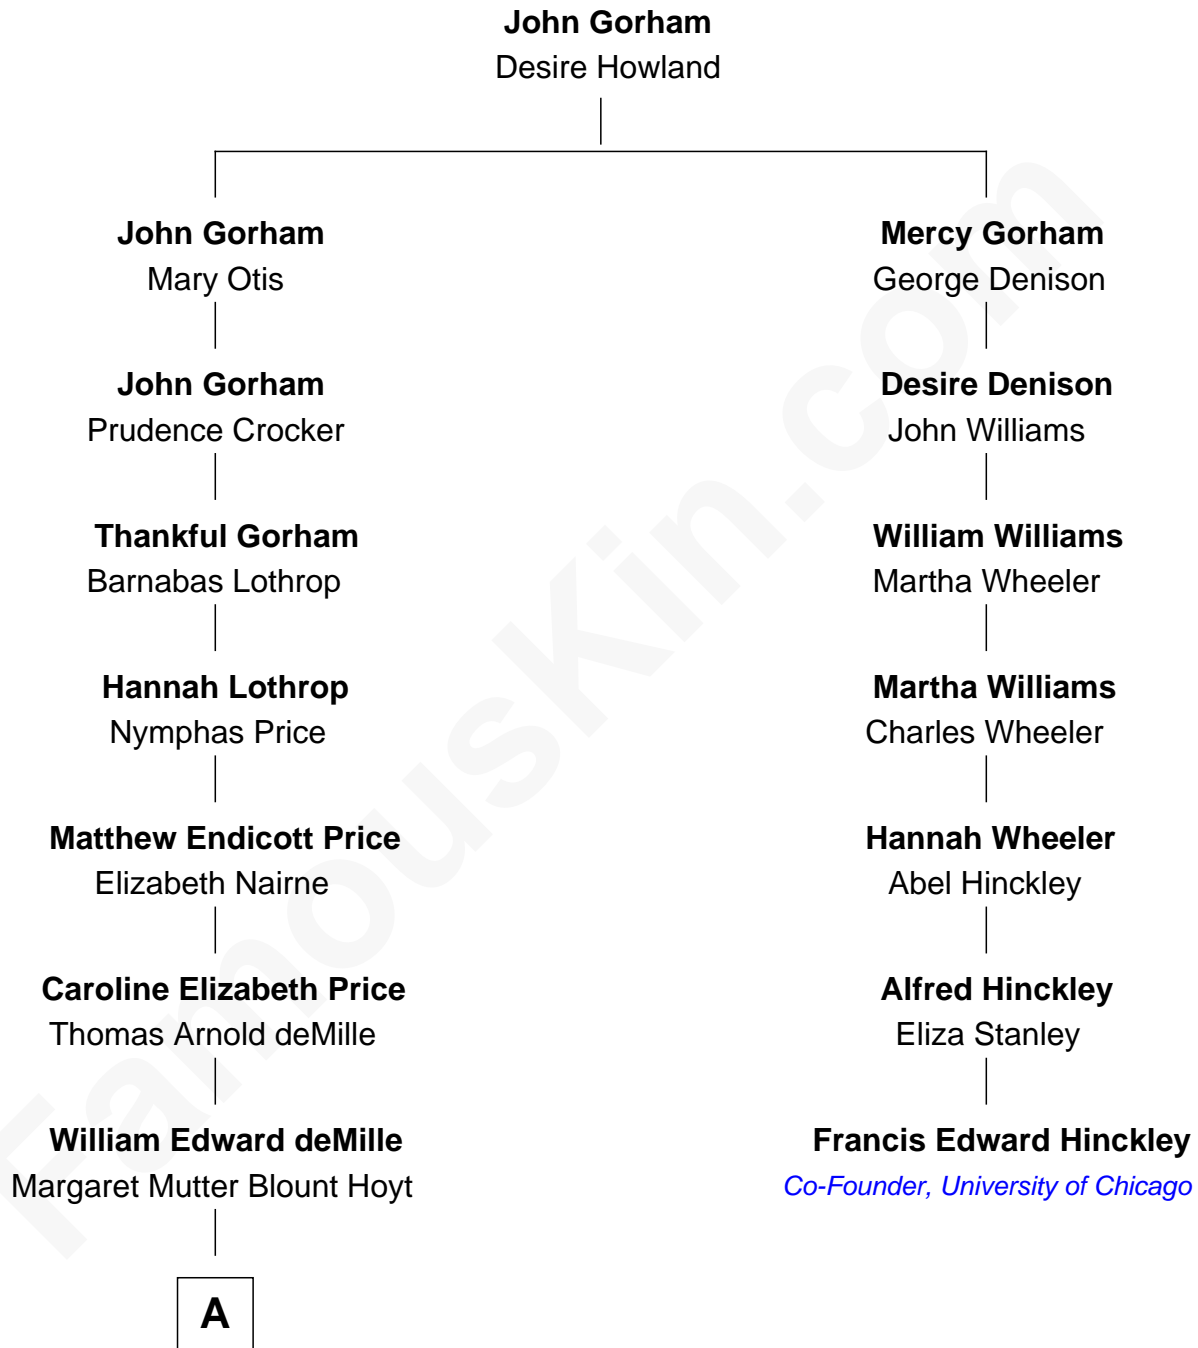 John Gorham
Desire Howland
John Gorham
Mary Otis
Mercy Gorham
George Denison
John Gorham
Prudence Crocker
Desire Denison
John Williams
Thankful Gorham
Barnabas Lothrop
William Williams
Martha Wheeler
Hannah Lothrop
Nymphas Price
Martha Williams
Charles Wheeler
Matthew Endicott Price
Elizabeth Nairne
Hannah Wheeler
Abel Hinckley
Caroline Elizabeth Price
Thomas Arnold deMille
Alfred Hinckley
Eliza Stanley
William Edward deMille
Margaret Mutter Blount Hoyt
Francis Edward Hinckley
Co-Founder, University of Chicago
A
FamousKin.com